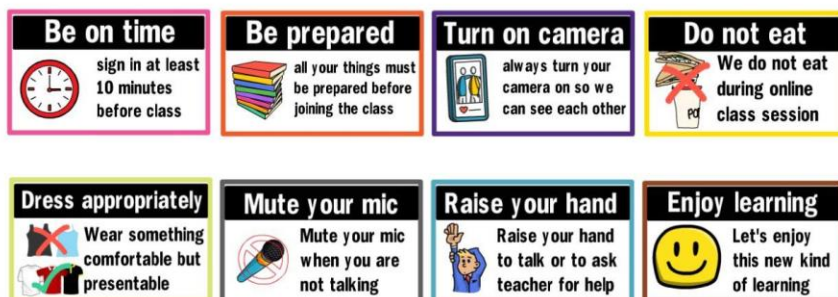 Be on time
sign in at least
10 minutes
before class
Be prepared
all your things must
be prepared before
joining the class
Turn on camera
always turn your
camera on so we
can see each other
Do not eat
We do not eat
during online
class session
Dress appropriately
Wear something
comfortable but
presentable
Mute your mic
Mute your mic
when you are
not talking
Raise your hand
Raise your hand
to talk or to ask
teacher for help
Enjoy learning
Let's enjoy
this new kind
of learning